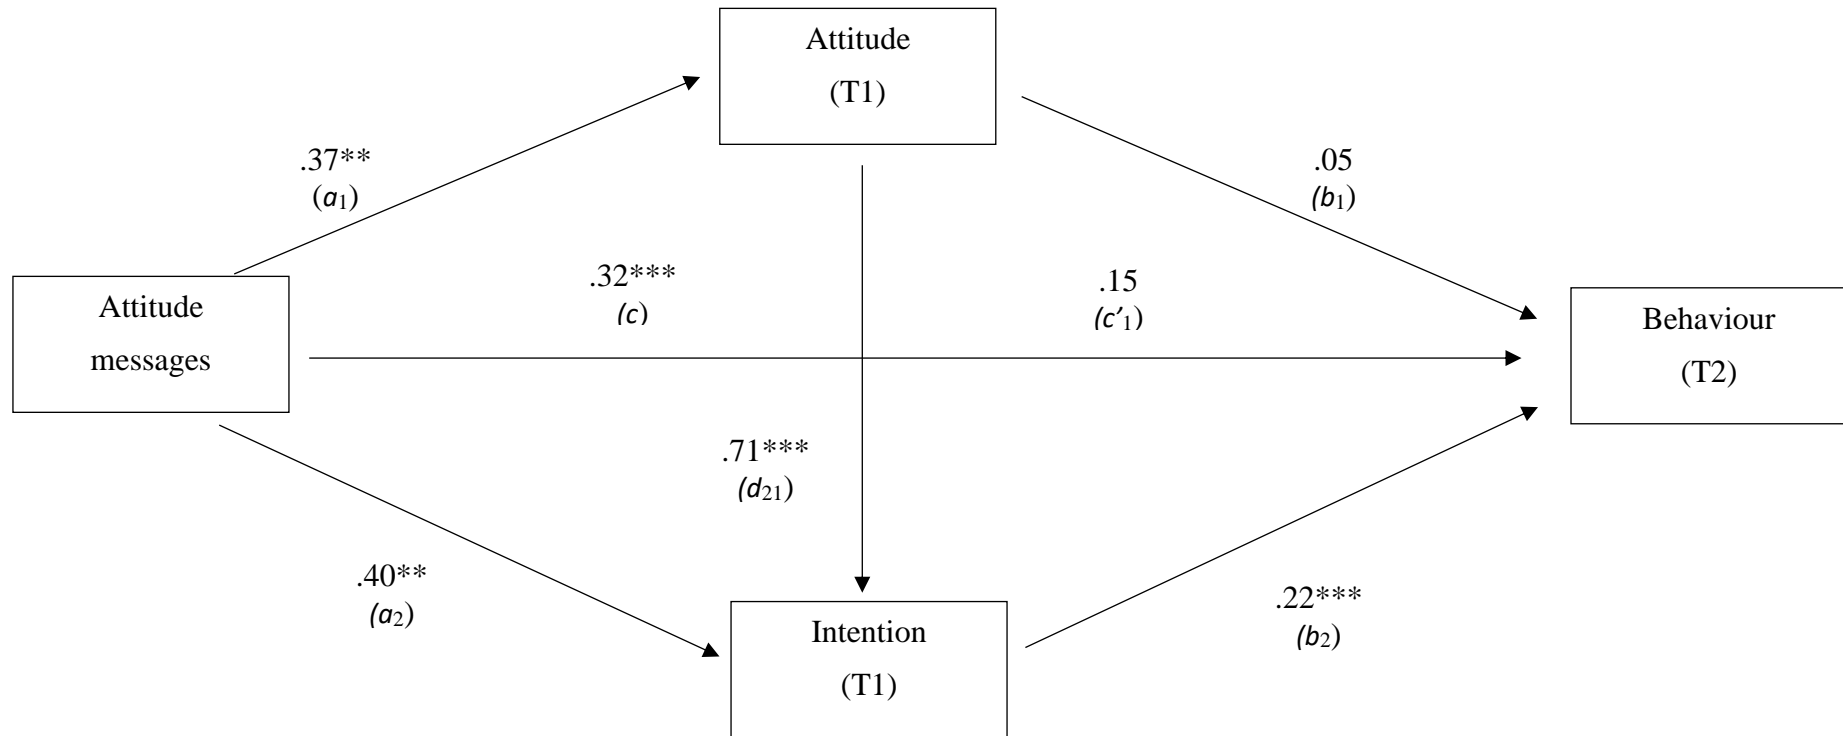 Attitude
(T1)
.37**
(a1)
.05
(b1)
Attitude
messages
.32***
(c)
.15
(c’1)
Behaviour
(T2)
.71***
(d21)
.40**
(a2)
.22***
(b2)
Intention
(T1)